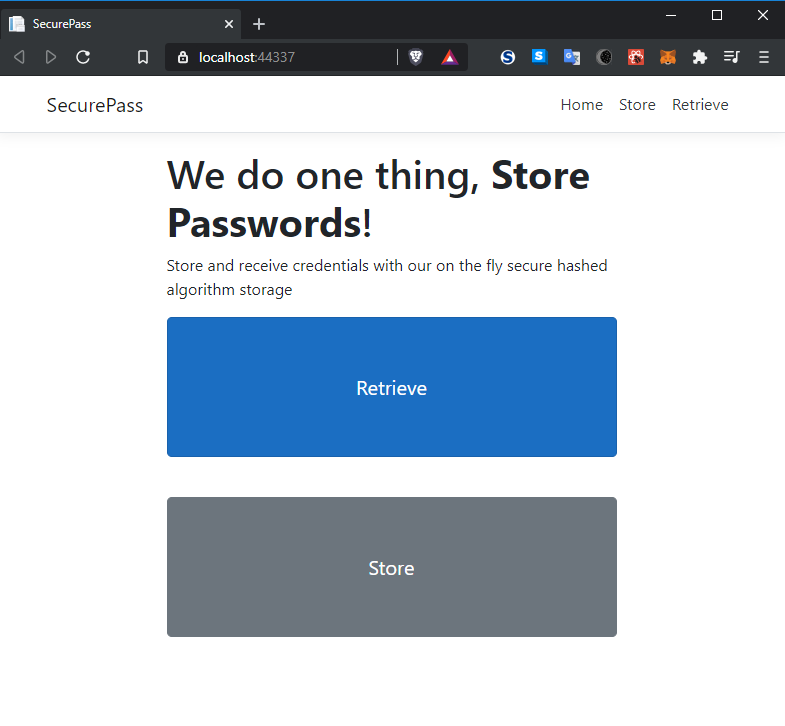 SecurePass
localhost:44337
SecurePass
Home Store Retrieve
We do one thing, Store
Passwords!
Store and receive credentials with our on the fly secure hashed
algorithm storage
Retrieve
Store